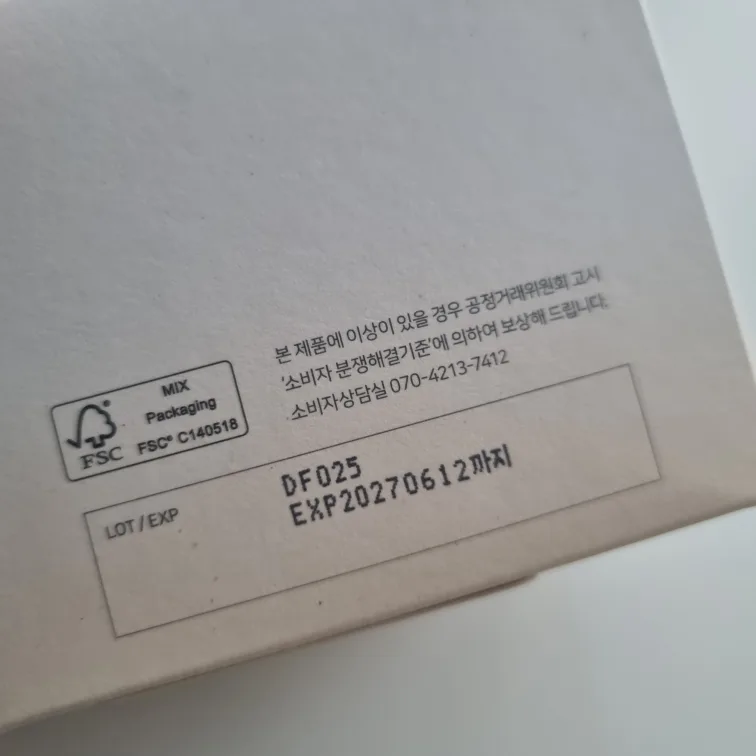 본 제품에 이상이 있을 경우 공정거래위원회 고시
'소비자 분쟁해결기준'에 의하여 보상해 드립니다.
소비자상담실 070-4213-7412
MIX
Packaging
FSC® C140518
FSC
LOT / EXP
DF025
EXP20270612까지